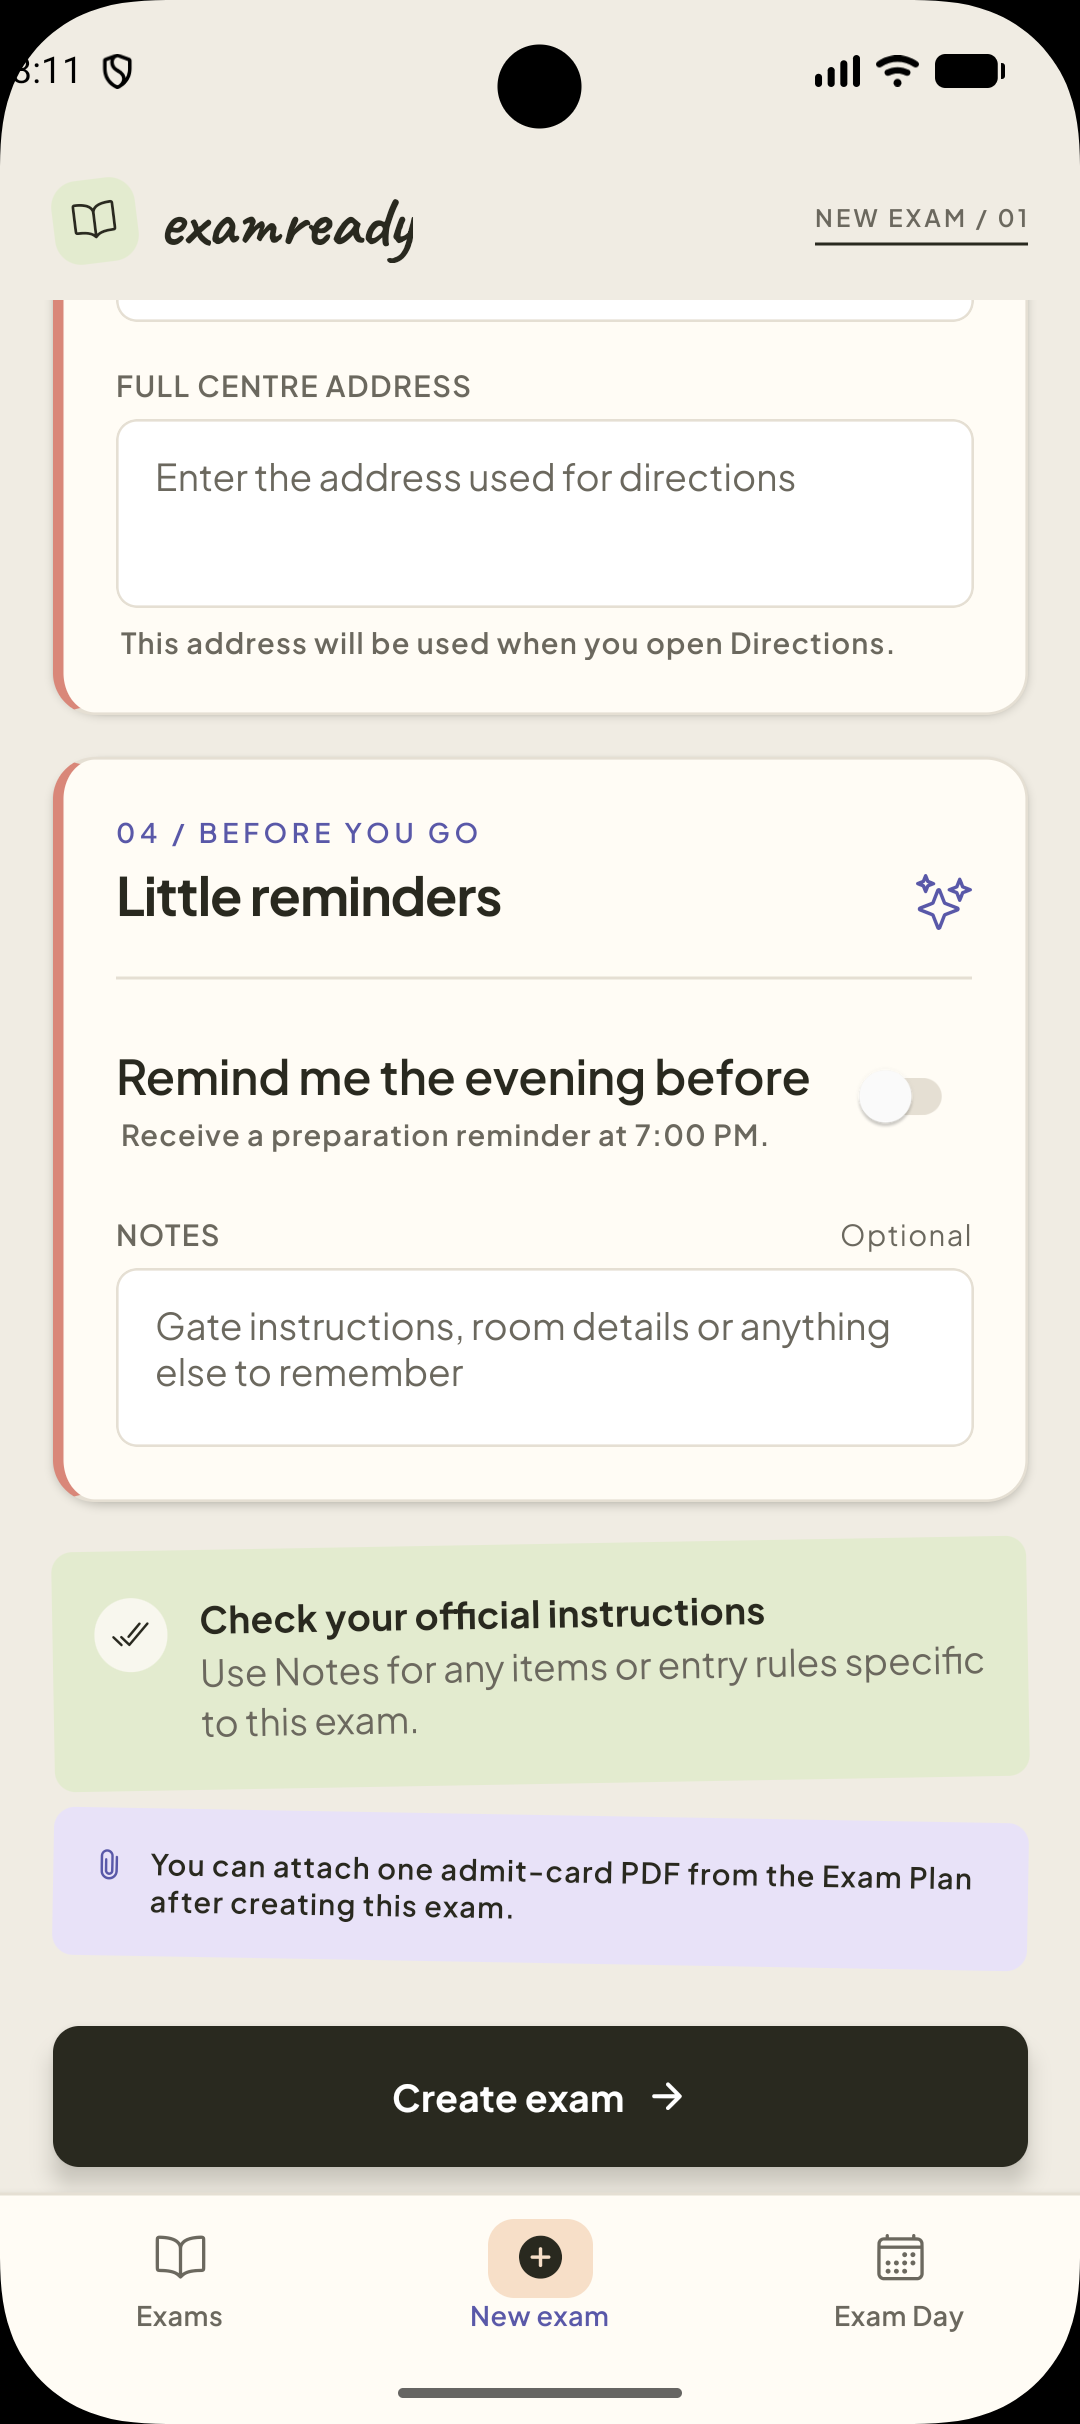 8:11
examready
NEW EXAM / 01
FULL CENTRE ADDRESS
Enter the address used for directions
This address will be used when you open Directions.
04 / BEFORE YOU GO
Little reminders
Remind me the evening before
Receive a preparation reminder at 7:00 PM.
NOTES
Optional
Gate instructions, room details or anything
else to remember
Check your official instructions
Use Notes for any items or entry rules specific
to this exam.
You can attach one admit-card PDF from the Exam Plan
after creating this exam.
Create exam
Exams
New exam
Exam Day